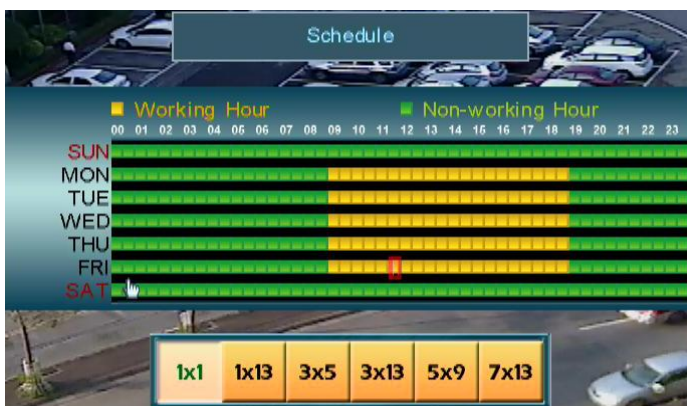 Schedule
Working Hour Non-working Hour
00 01 02 03 04 05 06 07 08 09 10 11 12 13 14 15 16 17 18 19 20 21 22 23
SUN
MON
TUE
WED
THU
FRI
SAT
1x1 1x13 3x5 3x13 5x9 7x13